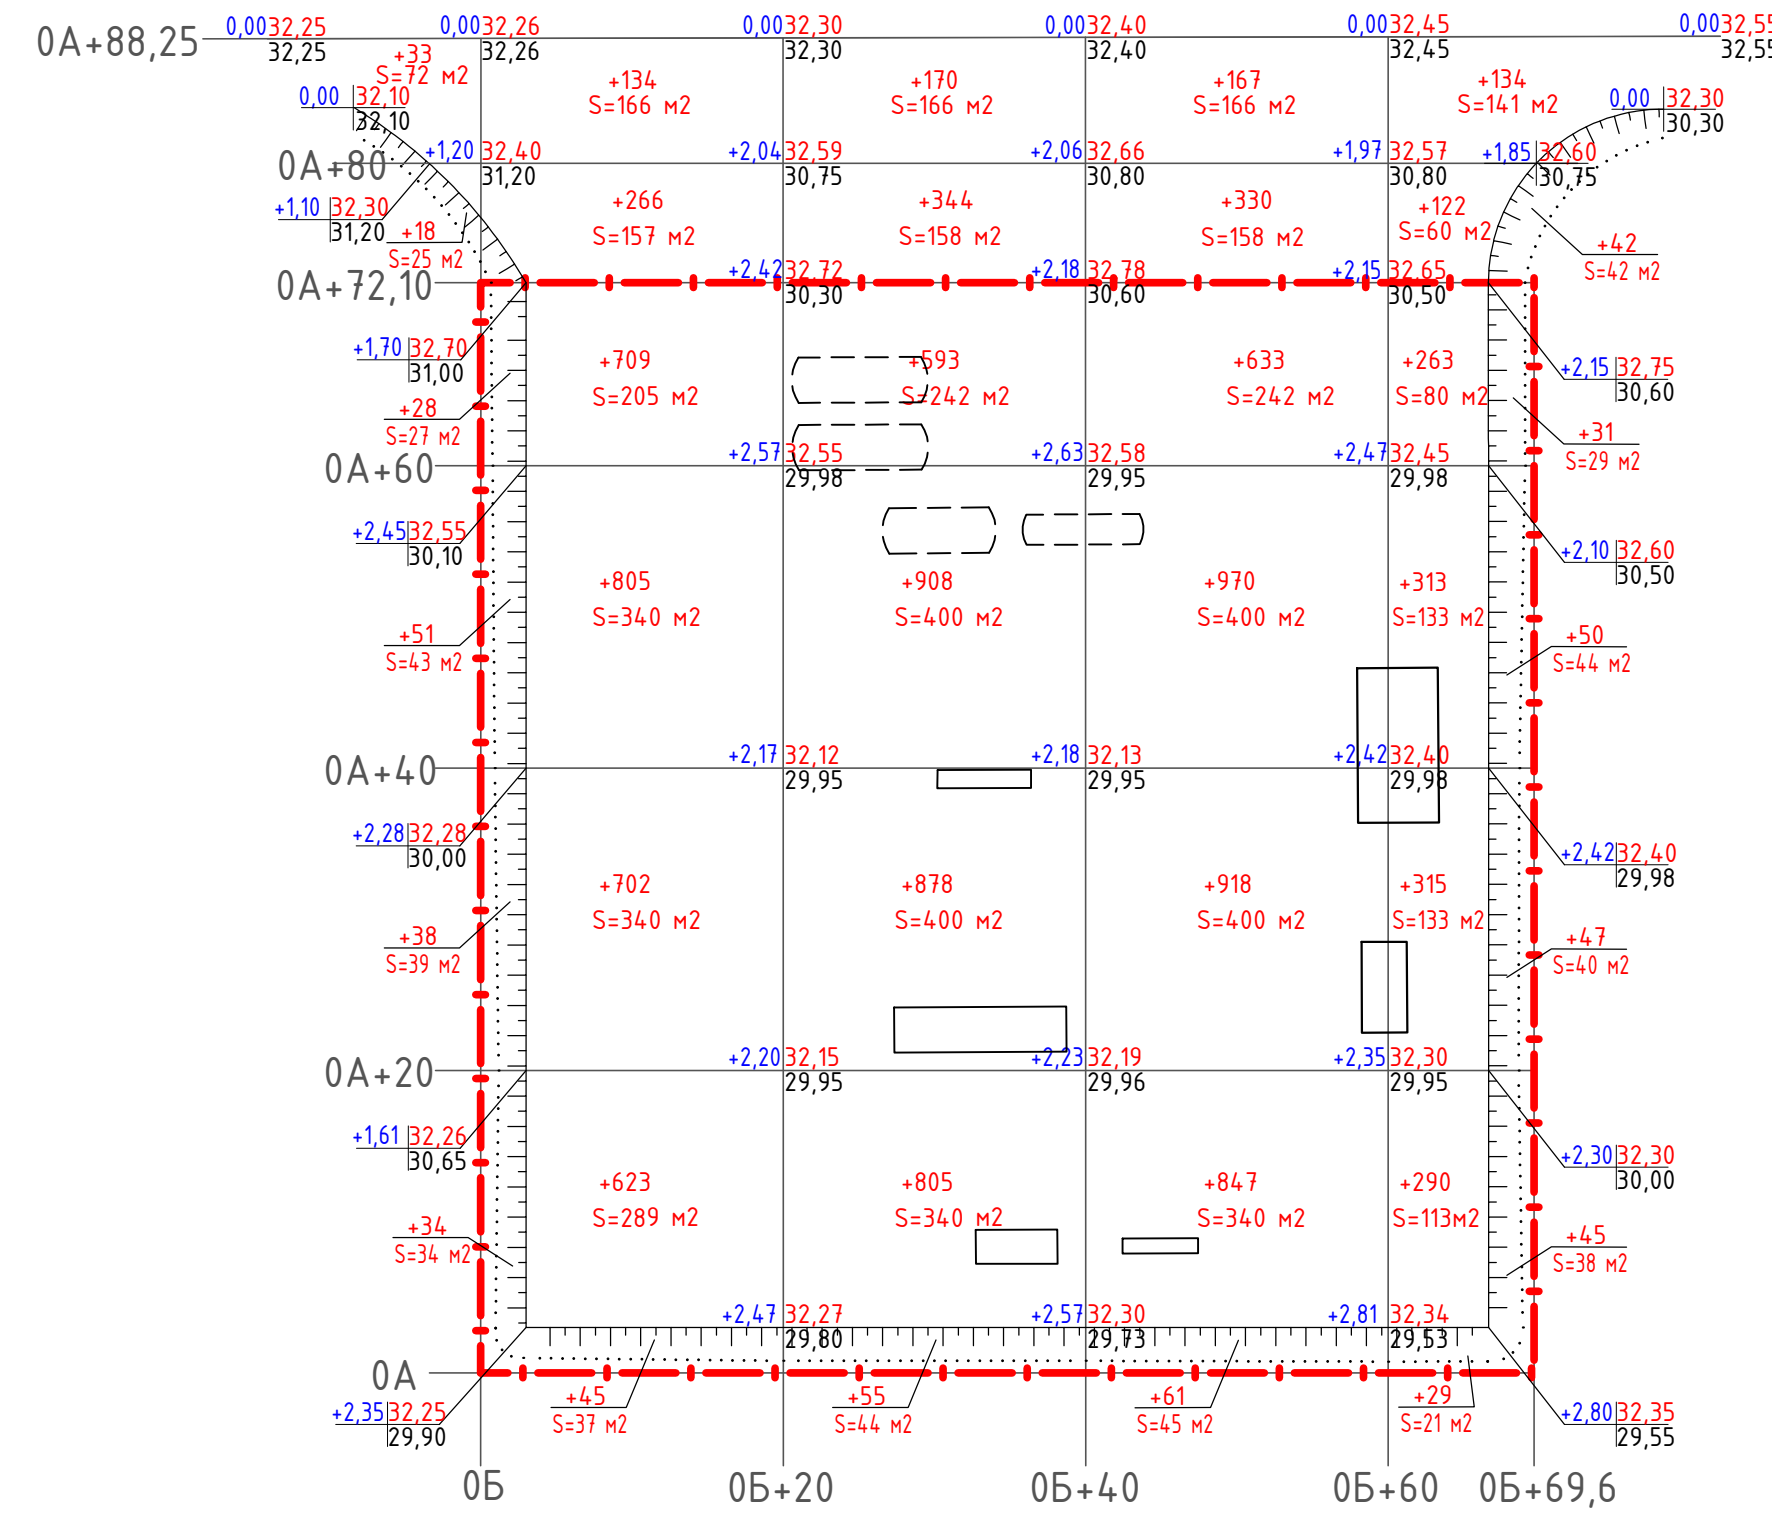 0А+88,25
0,00 32,25
32,25
0,00 32,26
32,26
0,00 32,30
32,30
0,00 32,40
32,40
0,00 32,45
32,45
0,00 32,55
32,55
+33
S=72 м2
+134
S=166 м2
+170
S=166 м2
+167
S=166 м2
+134
S=141 м2
0,00 32,10
32,10
0,00 32,30
30,30
0А+80
+1,20 32,40
31,20
+2,04 32,59
30,75
+2,06 32,66
30,80
+1,97 32,57
30,80
+1,85 32,60
30,75
+1,10 32,30
31,20
+18
S=25 м2
+266
S=157 м2
+344
S=158 м2
+330
S=158 м2
+122
S=60 м2
+42
S=42 м2
0А+72,10
+2,42 32,72
30,30
+2,18 32,78
30,60
+2,15 32,65
30,50
+1,70 32,70
31,00
+2,15 32,75
30,60
+28
S=27 м2
+709
S=205 м2
+593
S=242 м2
+633
S=242 м2
+263
S=80 м2
+31
S=29 м2
0А+60
+2,57 32,55
29,98
+2,63 32,58
29,95
+2,47 32,45
29,98
+2,45 32,55
30,10
+2,10 32,60
30,50
+51
S=43 м2
+805
S=340 м2
+908
S=400 м2
+970
S=400 м2
+313
S=133 м2
+50
S=44 м2
0А+40
+2,17 32,12
29,95
+2,18 32,13
29,95
+2,42 32,40
29,98
+2,28 32,28
30,00
+2,42 32,40
29,98
+38
S=39 м2
+702
S=340 м2
+878
S=400 м2
+918
S=400 м2
+315
S=133 м2
+47
S=40 м2
0А+20
+2,20 32,15
29,95
+2,23 32,19
29,96
+2,35 32,30
29,95
+1,61 32,26
30,65
+2,30 32,30
30,00
+34
S=34 м2
+623
S=289 м2
+805
S=340 м2
+847
S=340 м2
+290
S=113м2
+45
S=38 м2
+2,47 32,27
29,80
+2,57 32,30
29,73
+2,81 32,34
29,53
0А
+2,35 32,25
29,90
+45
S=37 м2
+55
S=44 м2
+61
S=45 м2
+29
S=21 м2
+2,80 32,35
29,55
0Б
0Б+20
0Б+40
0Б+60
0Б+69,6